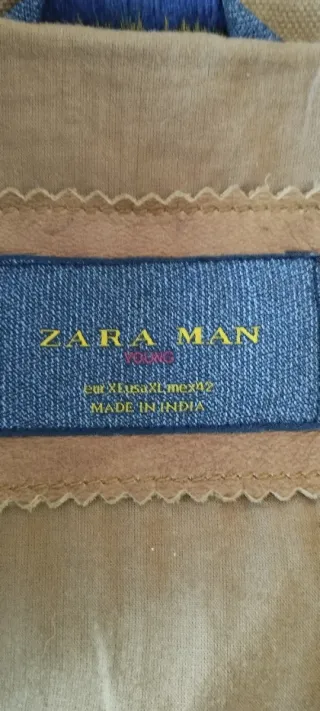 ZARA MAN
YOUNG
eur XL usa XL mex 42
MADE IN INDIA